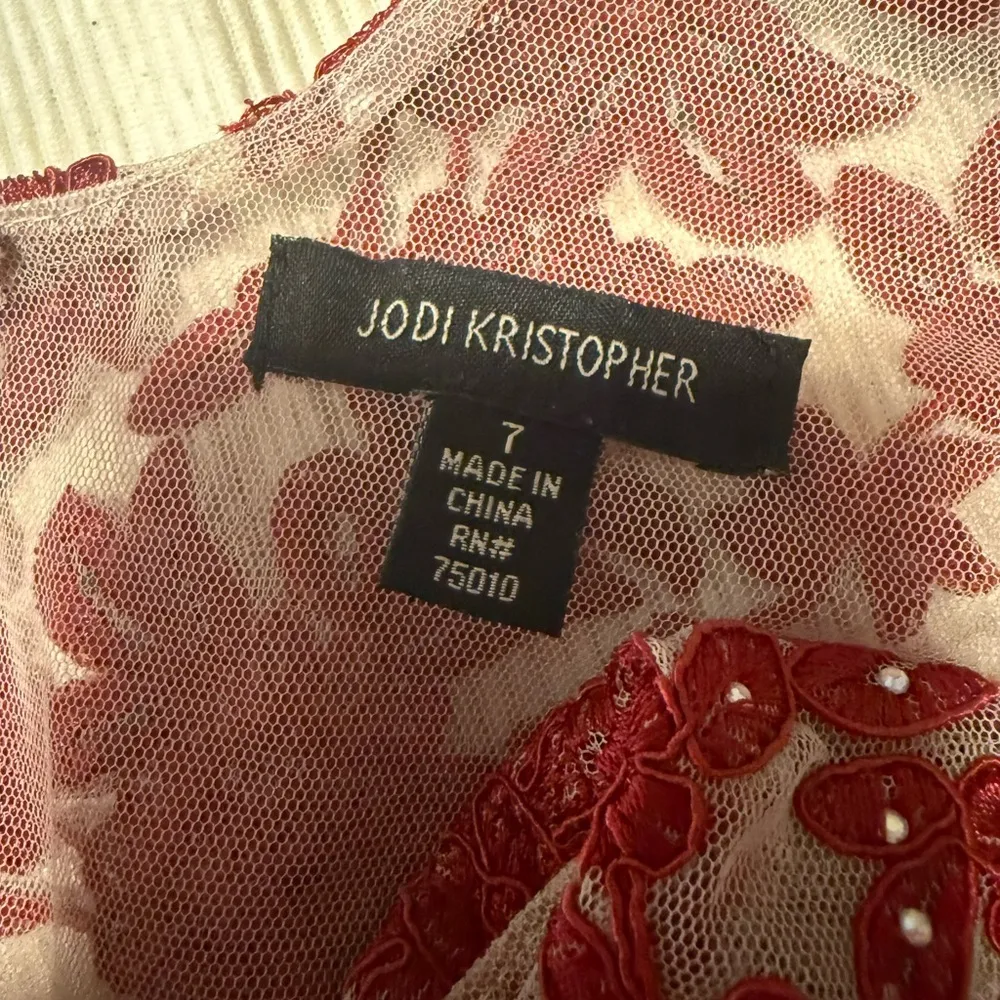 JODI KRISTOPHER
7
MADE IN
CHINA
RN#
75010